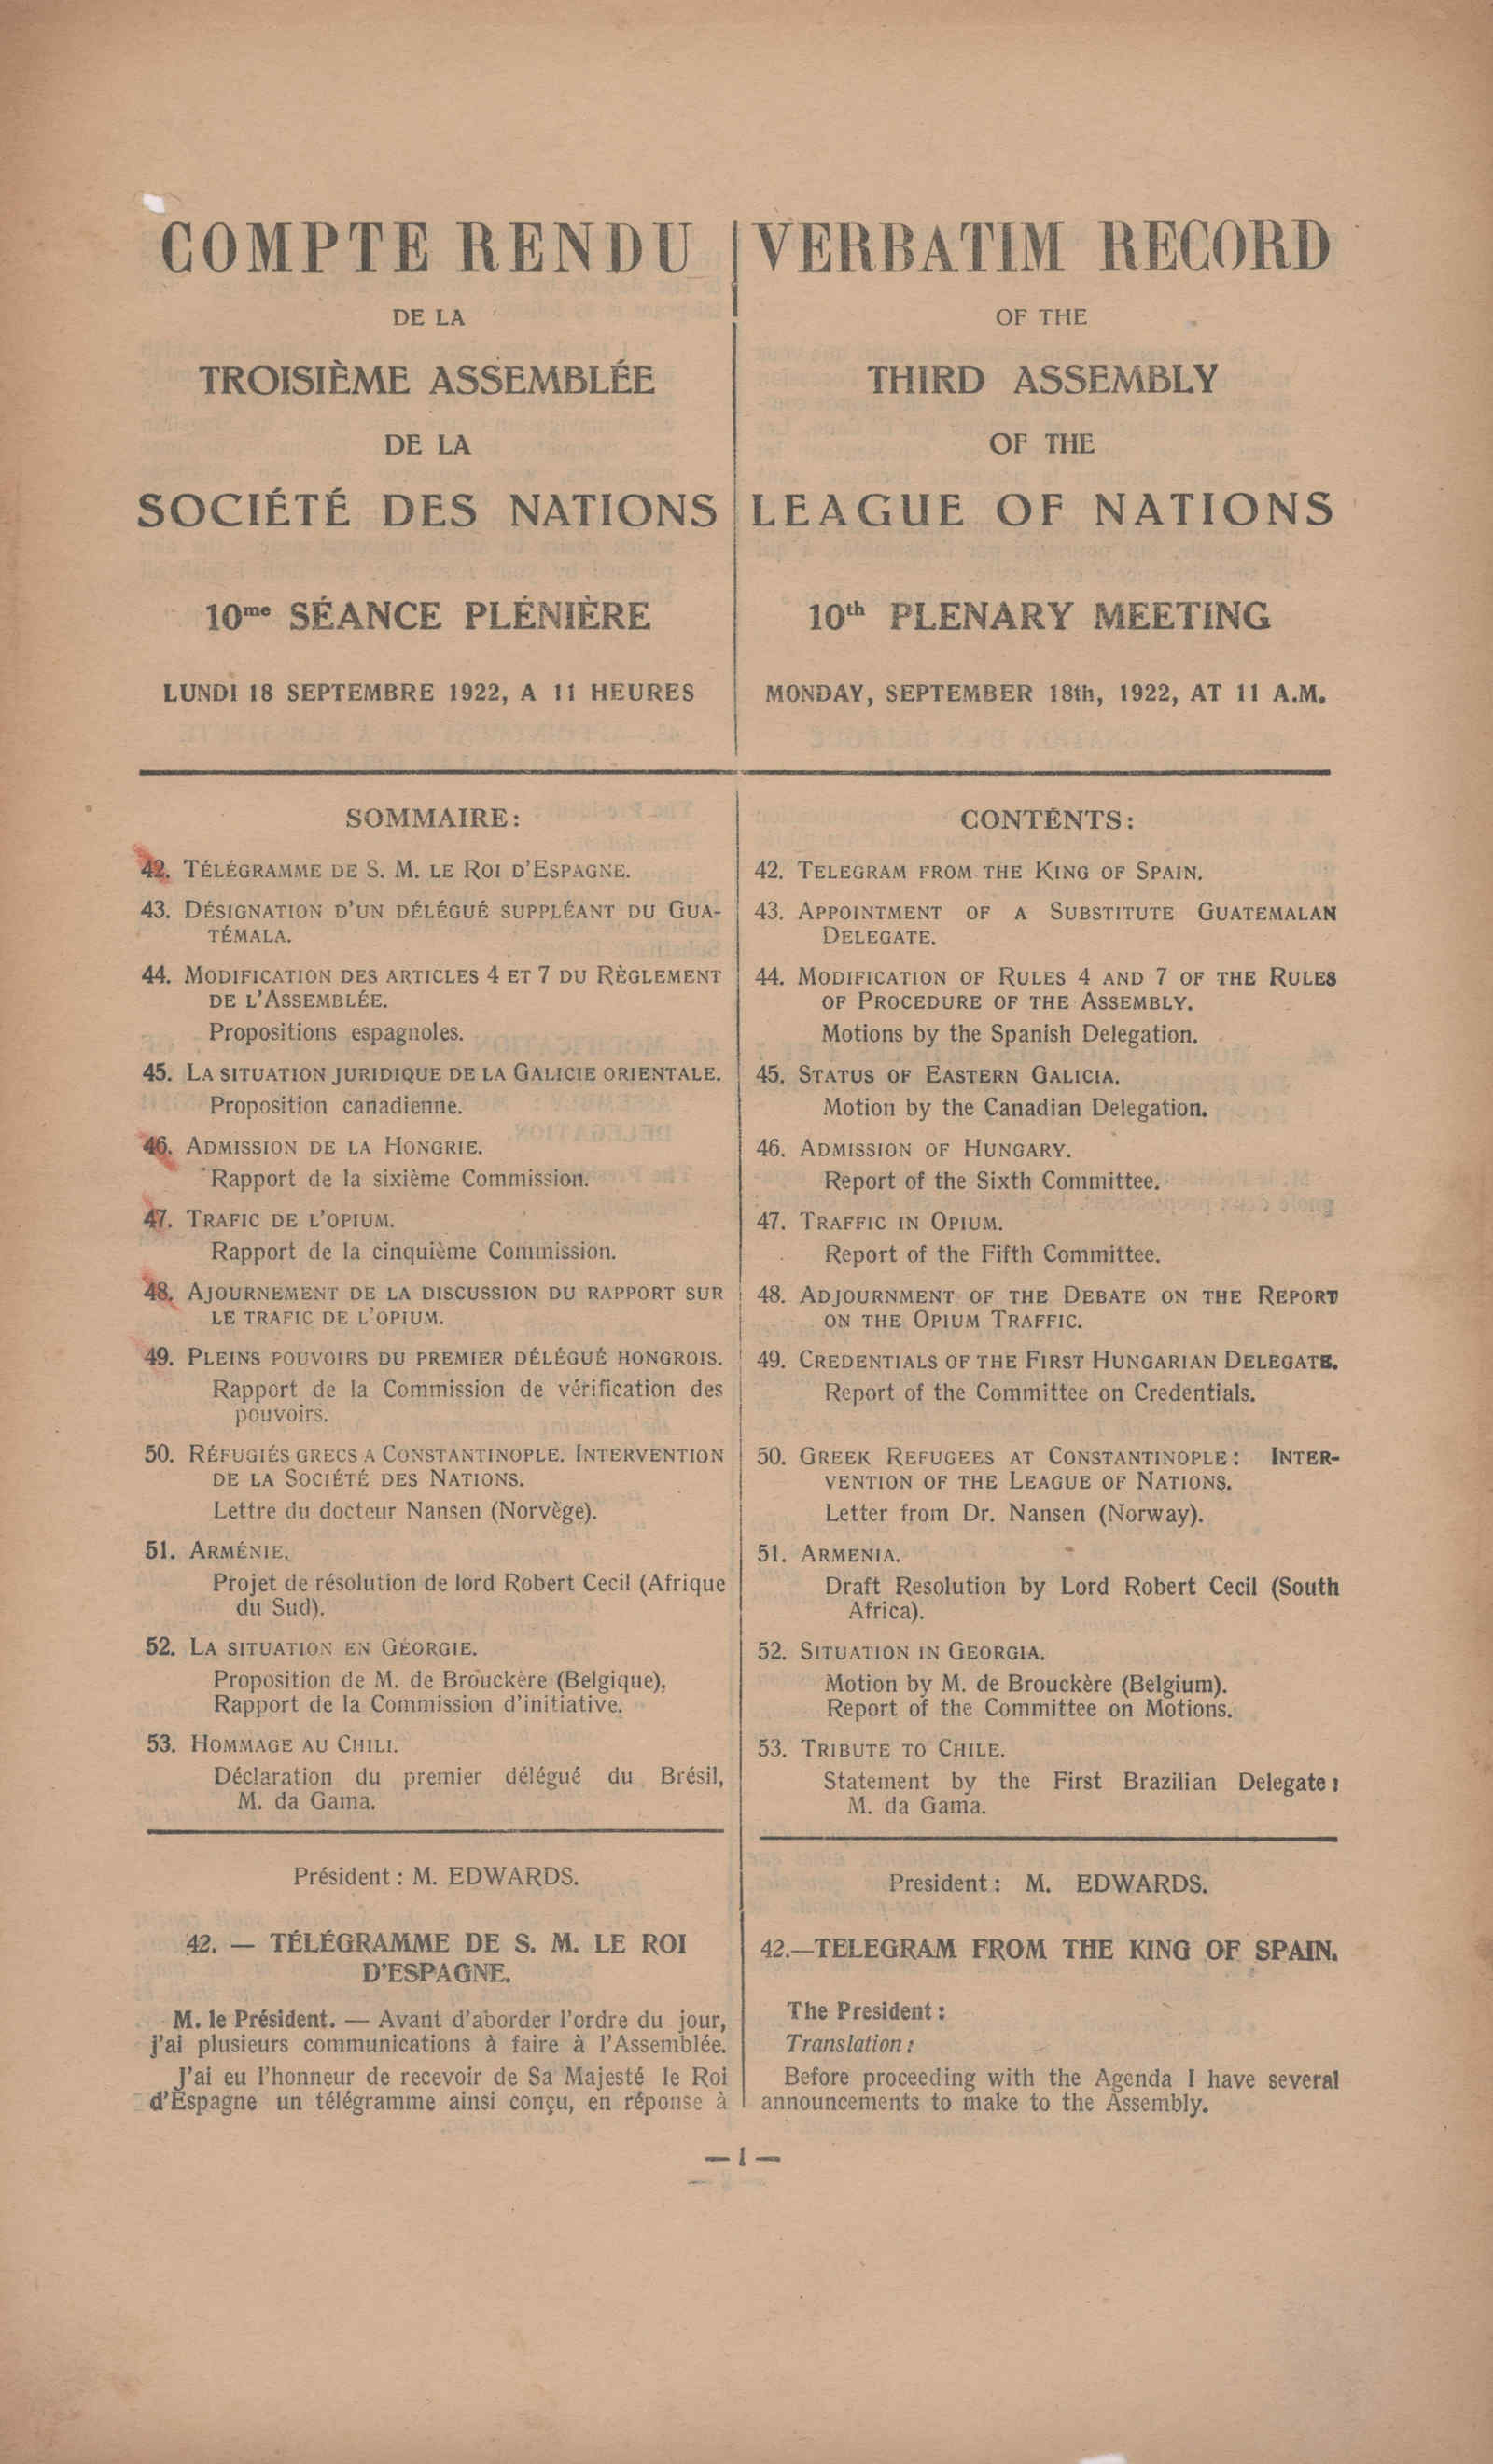 COMPTE RENDU
DE LA
TROISIÈME ASSEMBLÉE
DE LA
SOCIÉTÉ DES NATIONS
10me SÉANCE PLÉNIÈRE
LUNDI 18 SEPTEMBRE 1922, A 11 HEURES
VERBATIM RECORD
OF THE
THIRD ASSEMBLY
OF THE
LEAGUE OF NATIONS
10th PLENARY MEETING
MONDAY, SEPTEMBER 18th, 1922, AT 11 A.M.
SOMMAIRE:
42. TÉLÉGRAMME DE S. M. LE ROI D'ESPAGNE.
43. DÉSIGNATION D'UN DÉLÉGUÉ SUPPLÉANT DU GUA-
TÉMALA.
44. MODIFICATION DES ARTICLES 4 ET 7 DU RÈGLEMENT
DE L'ASSEMBLÉE.
Propositions espagnoles.
45. LA SITUATION JURIDIQUE DE LA GALICIE ORIENTALE.
Proposition canadienne.
46. ADMISSION DE LA HONGRIE.
Rapport de la sixième Commission.
47. TRAFIC DE L'OPIUM.
Rapport de la cinquième Commission.
48. AJOURNEMENT DE LA DISCUSSION DU RAPPORT SUR
LE TRAFIC DE L'OPIUM.
49. PLEINS POUVOIRS DU PREMIER DÉLÉGUÉ HONGROIS.
Rapport de la Commission de vérification des
pouvoirs.
50. RÉFUGIÉS GRECS A CONSTANTINOPLE. INTERVENTION
DE LA SOCIÉTÉ DES NATIONS.
Lettre du docteur Nansen (Norvège).
51. ARMÉNIE.
Projet de résolution de lord Robert Cecil (Afrique
du Sud).
52. LA SITUATION EN GÉORGIE.
Proposition de M. de Brouckère (Belgique),
Rapport de la Commission d'initiative.
53. HOMMAGE AU CHILI.
Déclaration du premier délégué du Brésil,
M. da Gama.
CONTENTS:
42. TELEGRAM FROM THE KING OF SPAIN.
43. APPOINTMENT OF A SUBSTITUTE GUATEMALAN
DELEGATE.
44. MODIFICATION OF RULES 4 AND 7 OF THE RULES
OF PROCEDURE OF THE ASSEMBLY.
Motions by the Spanish Delegation.
45. STATUS OF EASTERN GALICIA.
Motion by the Canadian Delegation.
46. ADMISSION OF HUNGARY.
Report of the Sixth Committee.
47. TRAFFIC IN OPIUM.
Report of the Fifth Committee.
48. ADJOURNMENT OF THE DEBATE ON THE REPORT
ON THE OPIUM TRAFFIC.
49. CREDENTIALS OF THE FIRST HUNGARIAN DELEGATE.
Report of the Committee on Credentials.
50. GREEK REFUGEES AT CONSTANTINOPLE: INTER-
VENTION OF THE LEAGUE OF NATIONS.
Letter from Dr. Nansen (Norway).
51. ARMENIA.
Draft Resolution by Lord Robert Cecil (South
Africa).
52. SITUATION IN GEORGIA.
Motion by M. de Brouckère (Belgium).
Report of the Committee on Motions.
53. TRIBUTE TO CHILE.
Statement by the First Brazilian Delegate:
M. da Gama.
Président : M. EDWARDS.
42. — TÉLÉGRAMME DE S. M. LE ROI
D'ESPAGNE.
M. le Président. — Avant d'aborder l'ordre du jour,
j'ai plusieurs communications à faire à l'Assemblée.
J'ai eu l'honneur de recevoir de Sa Majesté le Roi
d'Espagne un télégramme ainsi conçu, en réponse à
President : M. EDWARDS.
42.—TELEGRAM FROM THE KING OF SPAIN.
The President :
Translation :
Before proceeding with the Agenda I have several
announcements to make to the Assembly.
— 1 —